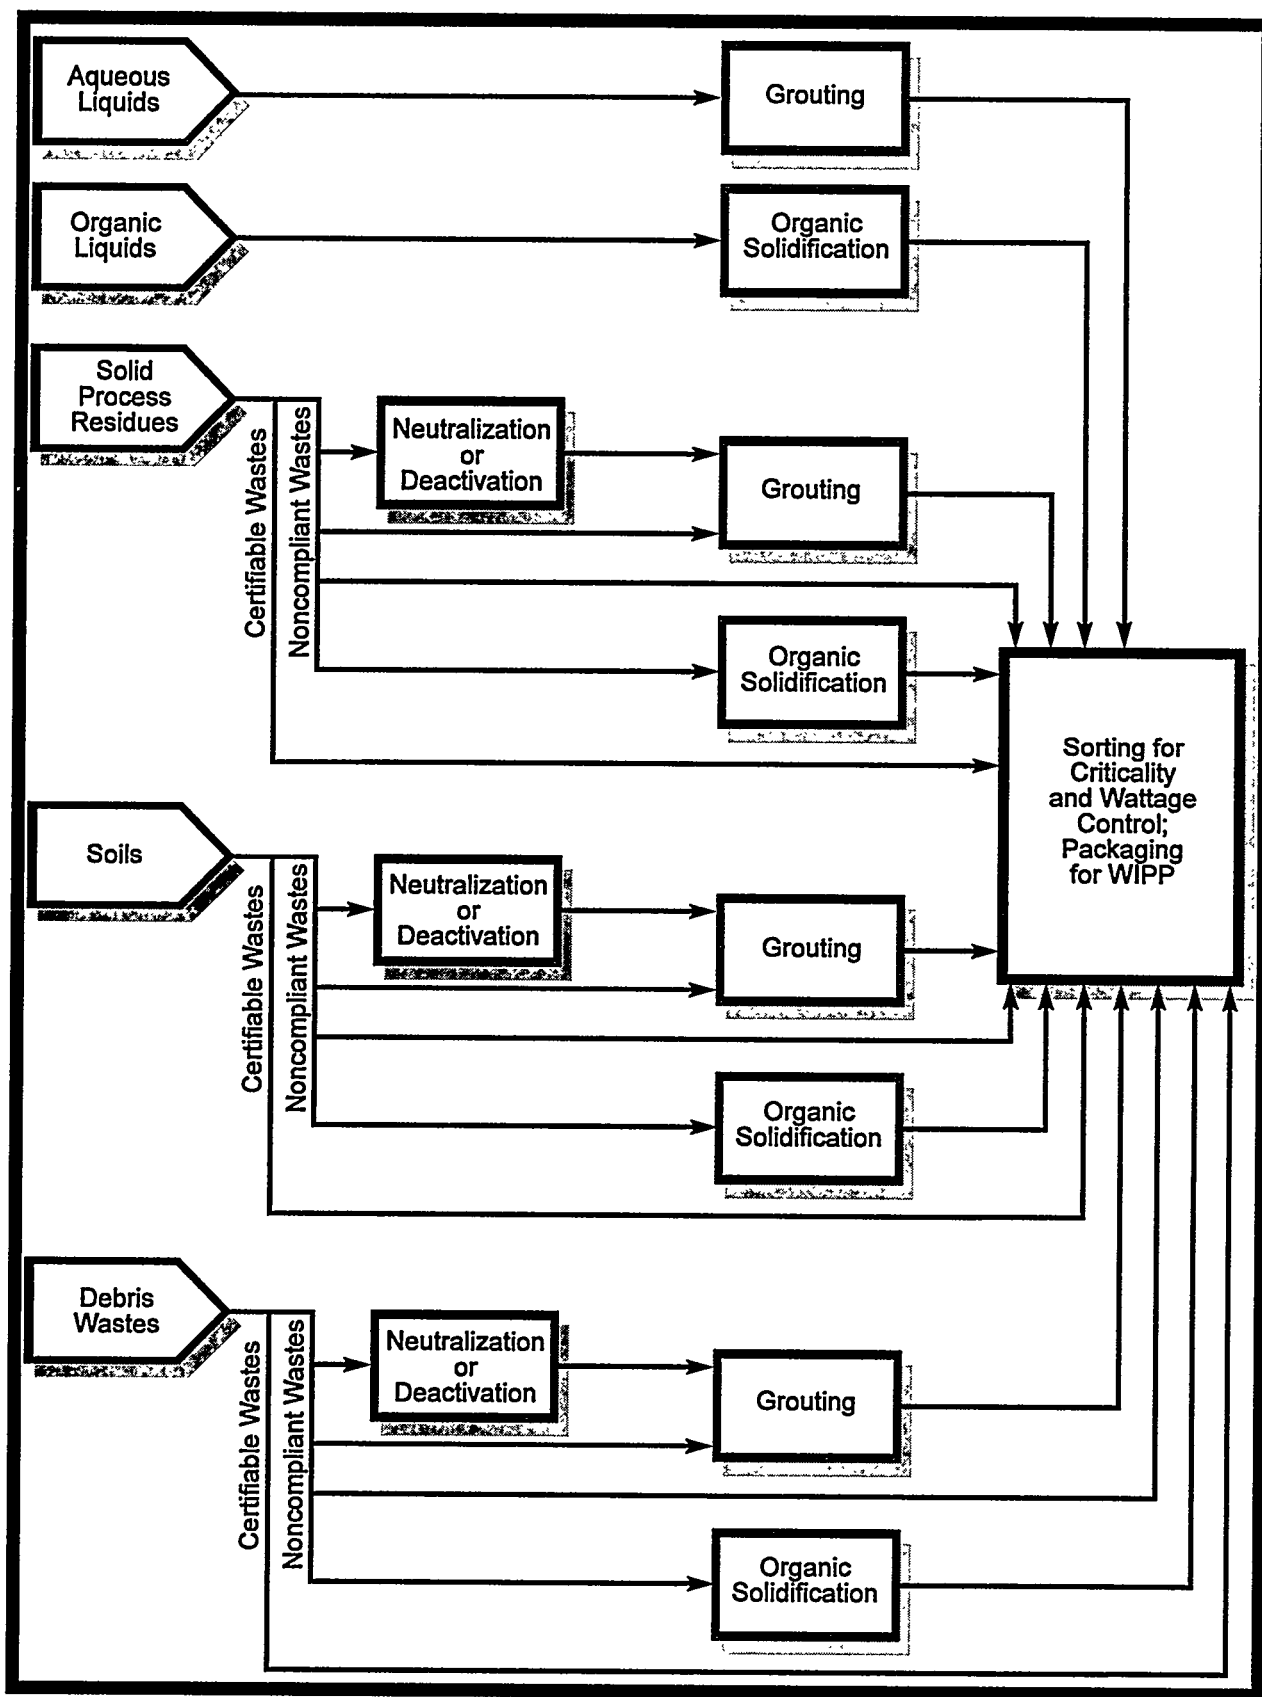 Aqueous
Liquids
Grouting
Organic
Liquids
Organic
Solidification
Solid
Process
Residues
Certifiable Wastes
Noncompliant Wastes
Neutralization
or
Deactivation
Grouting
Organic
Solidification
Sorting for
Criticality
and Wattage
Control;
Packaging
for WIPP
Soils
Certifiable Wastes
Noncompliant Wastes
Neutralization
or
Deactivation
Grouting
Organic
Solidification
Debris
Wastes
Certifiable Wastes
Noncompliant Wastes
Neutralization
or
Deactivation
Grouting
Organic
Solidification